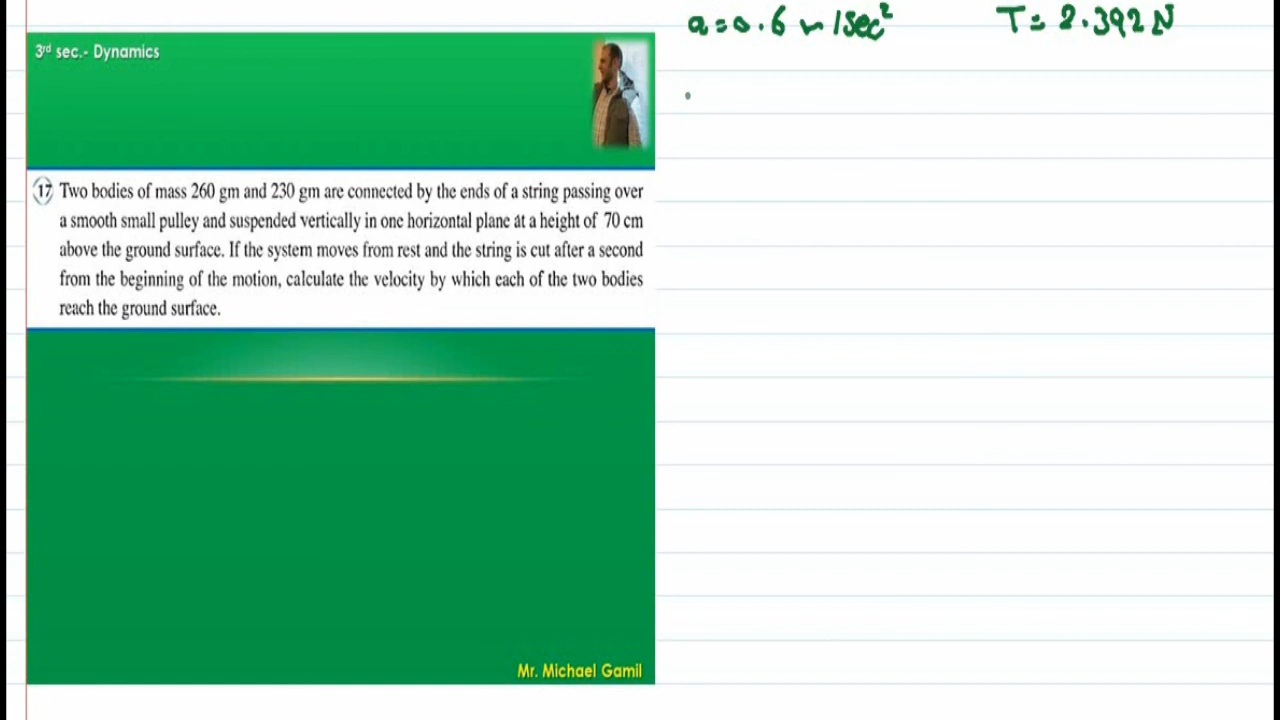 a=0.6 m/sec² T= 2.392 N
3rd sec.- Dynamics
17 Two bodies of mass 260 gm and 230 gm are connected by the ends of a string passing over
a smooth small pulley and suspended vertically in one horizontal plane at a height of 70 cm
above the ground surface. If the system moves from rest and the string is cut after a second
from the beginning of the motion, calculate the velocity by which each of the two bodies
reach the ground surface.
Mr. Michael Gamil